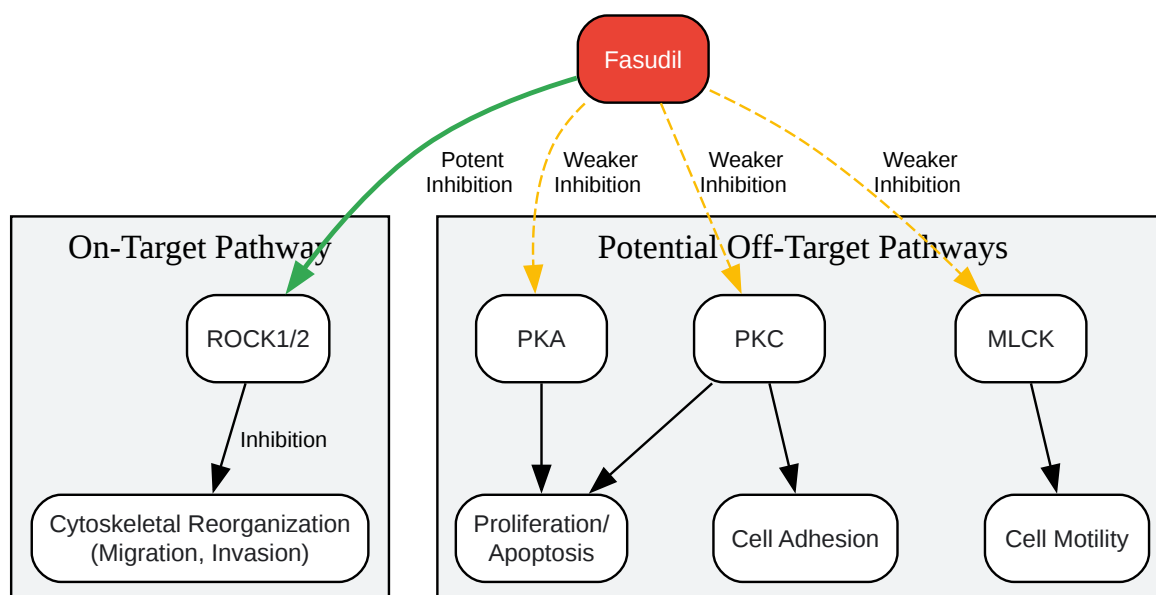 Fasudil
Potent
Inhibition
Weaker
Inhibition
Weaker
Inhibition
Weaker
Inhibition
On-Target Pathway
Potential Off-Target Pathways
ROCK1/2
PKA
PKC
MLCK
Inhibition
Cytoskeletal Reorganization
(Migration, Invasion)
Proliferation/
Apoptosis
Cell Adhesion
Cell Motility